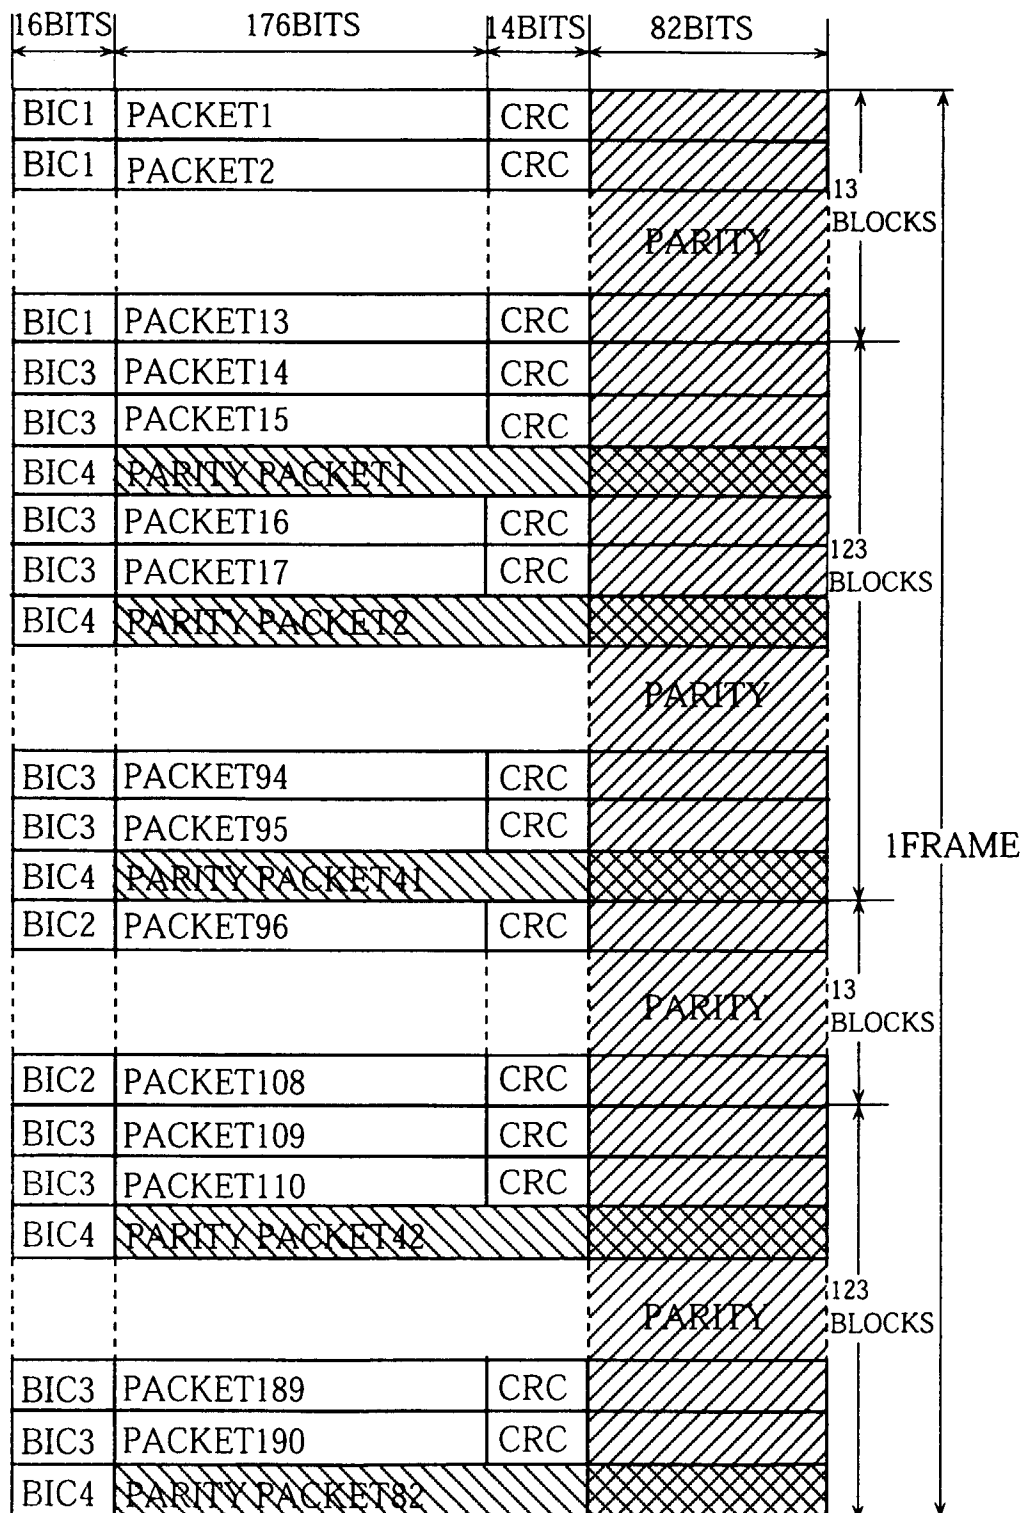 16BITS 176BITS 14BITS 82BITS
BIC1 PACKET1 CRC
BIC1 PACKET2 CRC
13
BLOCKS
PARITY
BIC1 PACKET13 CRC
BIC3 PACKET14 CRC
BIC3 PACKET15 CRC
BIC4 PARITY PACKET1
BIC3 PACKET16 CRC
BIC3 PACKET17 CRC
123
BLOCKS
BIC4 PARITY PACKET2
PARITY
BIC3 PACKET94 CRC
BIC3 PACKET95 CRC
1FRAME
BIC4 PARITY PACKET41
BIC2 PACKET96 CRC
PARITY
13
BLOCKS
BIC2 PACKET108 CRC
BIC3 PACKET109 CRC
BIC3 PACKET110 CRC
BIC4 PARITY PACKET42
PARITY
123
BLOCKS
BIC3 PACKET189 CRC
BIC3 PACKET190 CRC
BIC4 PARITY PACKET82